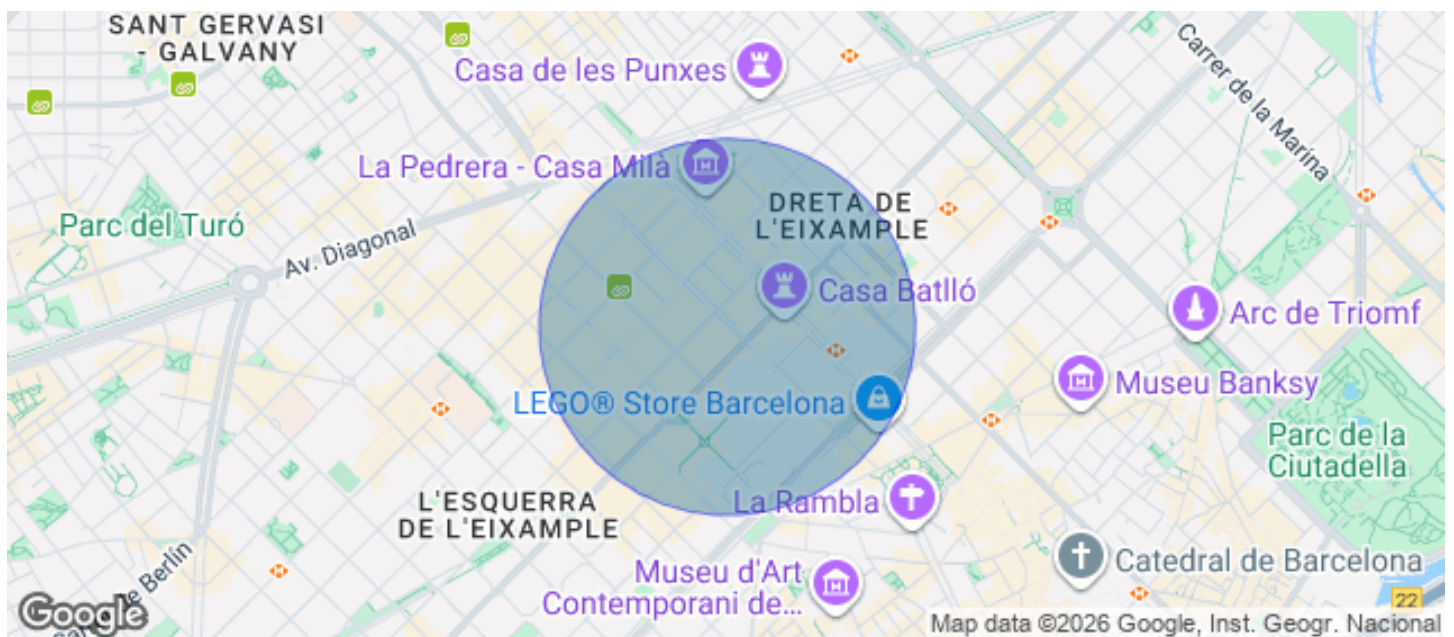 SANT GERVASI
- GALVANY
Casa de les Punxes
Carrer de la Marina
La Pedrera - Casa Milà
DRETA DE
L'EIXAMPLE
Parc del Turó
Av. Diagonal
Casa Batlló
Arc de Triomf
Museu Banksy
LEGO® Store Barcelona
Parc de la
Ciutadella
L'ESQUERRA
DE L'EIXAMPLE
La Rambla
Catedral de Barcelona
Museu d'Art
Contemporani de...
de Berlín
22
Google
Map data ©2026 Google, Inst. Geogr. Nacional